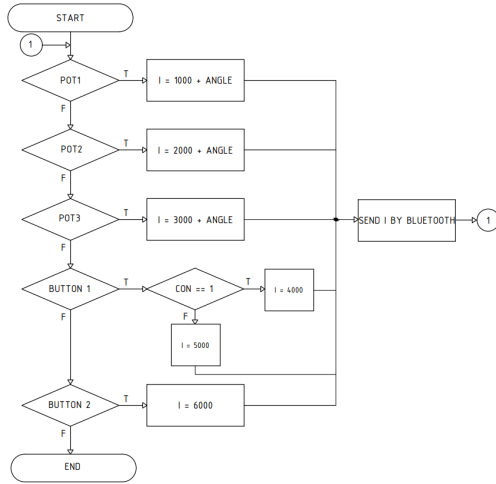 START
1
POT1
T
I = 1000 + ANGLE
F
POT2
T
I = 2000 + ANGLE
F
POT3
T
I = 3000 + ANGLE
SEND I BY BLUETOOTH
1
F
BUTTON 1
T
CON == 1
T
I = 4000
F
F
I = 5000
BUTTON 2
T
I = 6000
F
END